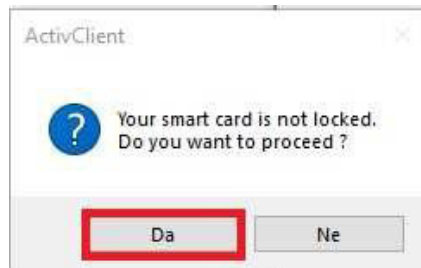 ActivClient
Your smart card is not locked.
Do you want to proceed ?
Da
Ne